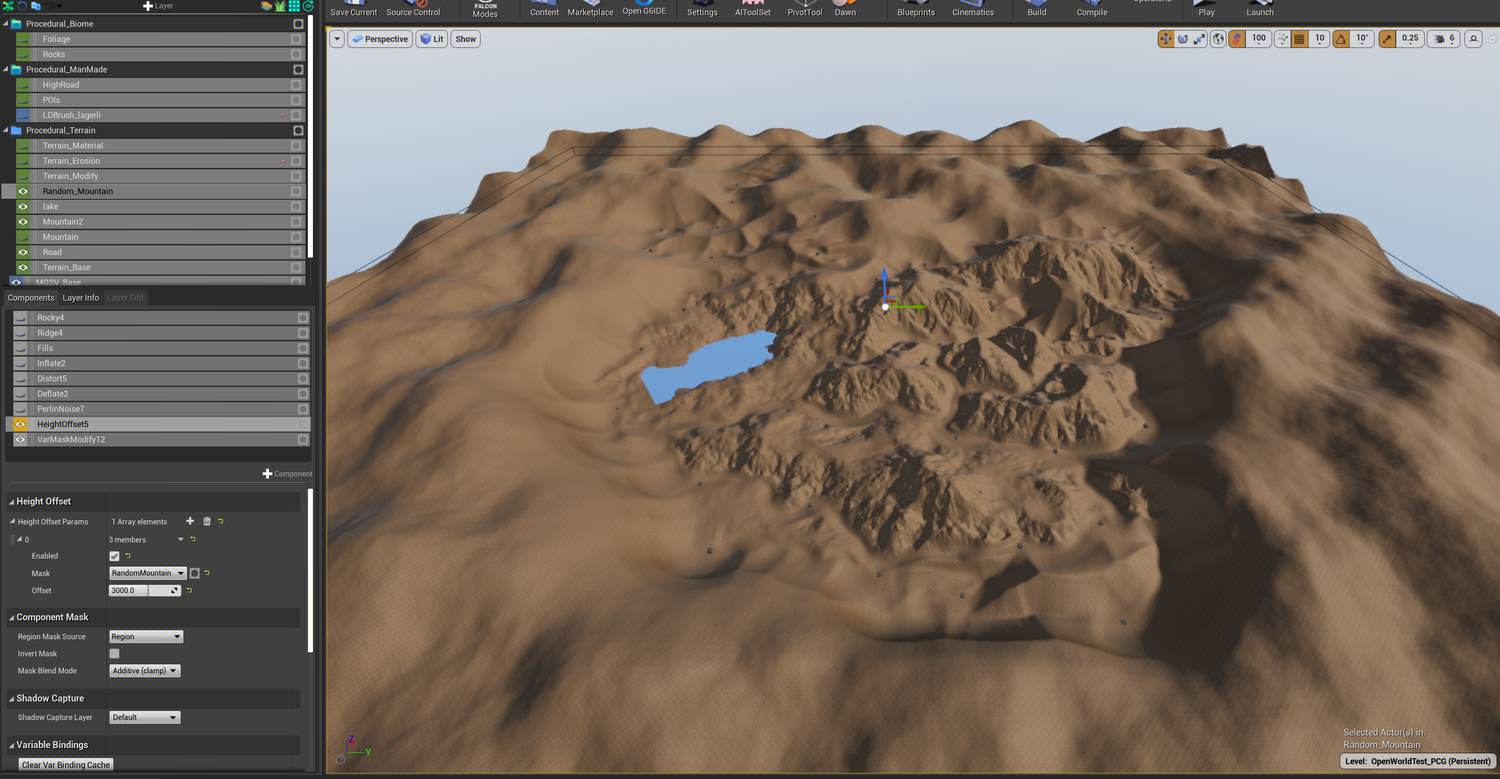 Layer
Save Current Source Control FALCON Modes Content Marketplace Open G6IDE Settings AIToolSet PivotTool Dawn Blueprints Cinematics Build Compile Play Launch
Procedural_Biome
Foliage
Rocks
Procedural_ManMade
HighRoad
POIs
LDBrush_lagerli
Procedural_Terrain
Terrain_Material
Terrain_Erosion
Terrain_Modify
Random_Mountain
lake
Mountain2
Mountain
Road
Terrain_Base
MGSV_Base
Components Layer Info Layer Edit
Rocky4
Ridge4
Fills
Inflate2
Distort5
Deflate2
PerlinNoise7
HeightOffset5
VarMaskModify12
Component
Height Offset
Height Offset Params 1 Array elements
0 3 members
Enabled
Mask RandomMountain
Offset 3000.0
Component Mask
Region Mask Source Region
Invert Mask
Mask Blend Mode Additive (clamp)
Shadow Capture
Shadow Capture Layer Default
Variable Bindings
Clear Var Binding Cache
Perspective Lit Show
100 10 10° 0.25 6
Z
Y
Selected Actor(s) in:
Random_Mountain
Level: OpenWorldTest_PCG (Persistent)